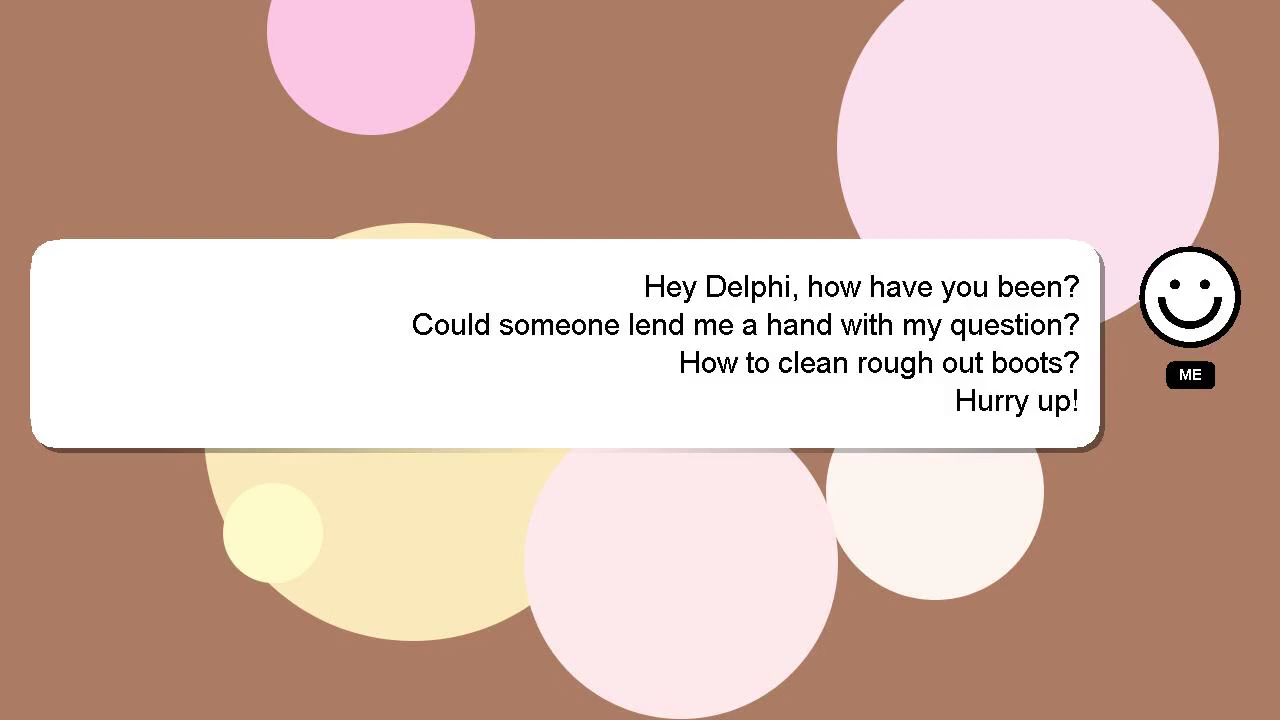 Hey Delphi, how have you been?
Could someone lend me a hand with my question?
How to clean rough out boots?
Hurry up!
ME